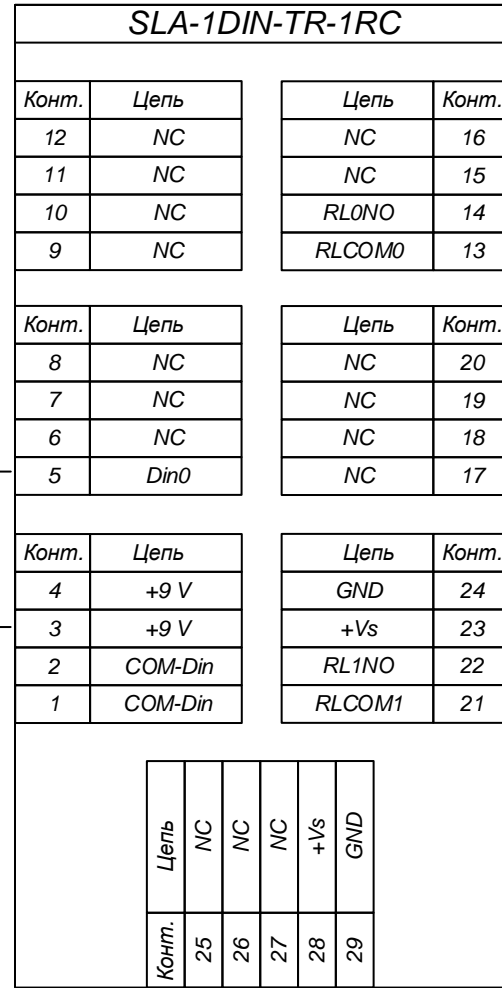 SLA-1DIN-TR-1RC
Конт. Цепь
12 NC
11 NC
10 NC
9 NC
Цепь Конт.
NC 16
NC 15
RL0NO 14
RLCOM0 13
Конт. Цепь
8 NC
7 NC
6 NC
5 Din0
Цепь Конт.
NC 20
NC 19
NC 18
NC 17
Конт. Цепь
4 +9 V
3 +9 V
2 COM-Din
1 COM-Din
Цепь Конт.
GND 24
+Vs 23
RL1NO 22
RLCOM1 21
Конт. Цепь
25 NC
26 NC
27 NC
28 +Vs
29 GND